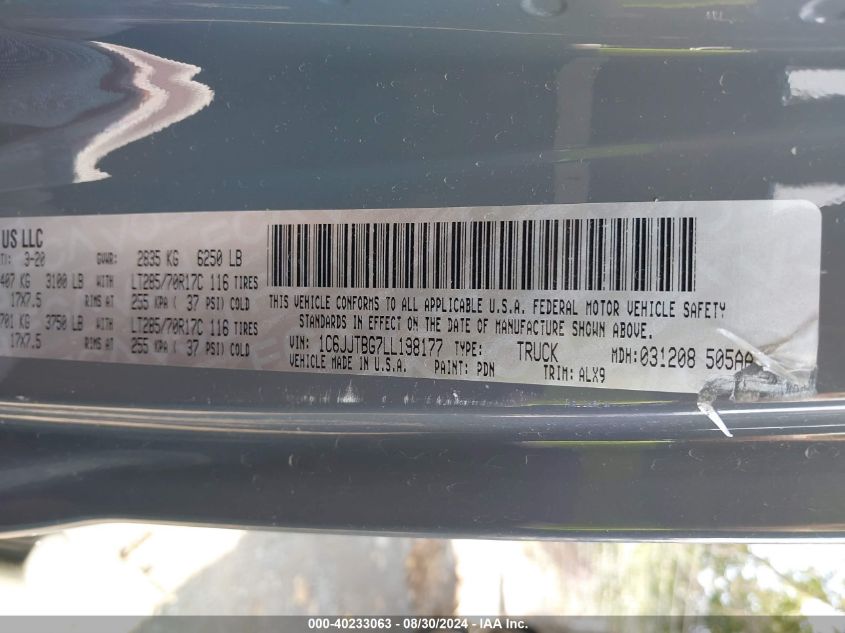 US LLC
3-20 GVWR: 2835 KG 6250 LB
407 KG 3100 LB WITH LT285/70R17C 116 TIRES
17X7.5 RIMS AT 255 KPA ( 37 PSI) COLD
701 KG 3750 LB WITH LT285/70R17C 116 TIRES
17X7.5 RIMS AT 255 KPA ( 37 PSI) COLD
THIS VEHICLE CONFORMS TO ALL APPLICABLE U.S.A. FEDERAL MOTOR VEHICLE SAFETY
STANDARDS IN EFFECT ON THE DATE OF MANUFACTURE SHOWN ABOVE.
VIN: 1C6JJTBG7LL198177 TYPE: TRUCK MDH:031208 505AA
VEHICLE MADE IN U.S.A. PAINT: PDN TRIM: ALX9
000-40233063 - 08/30/2024 - IAA Inc.